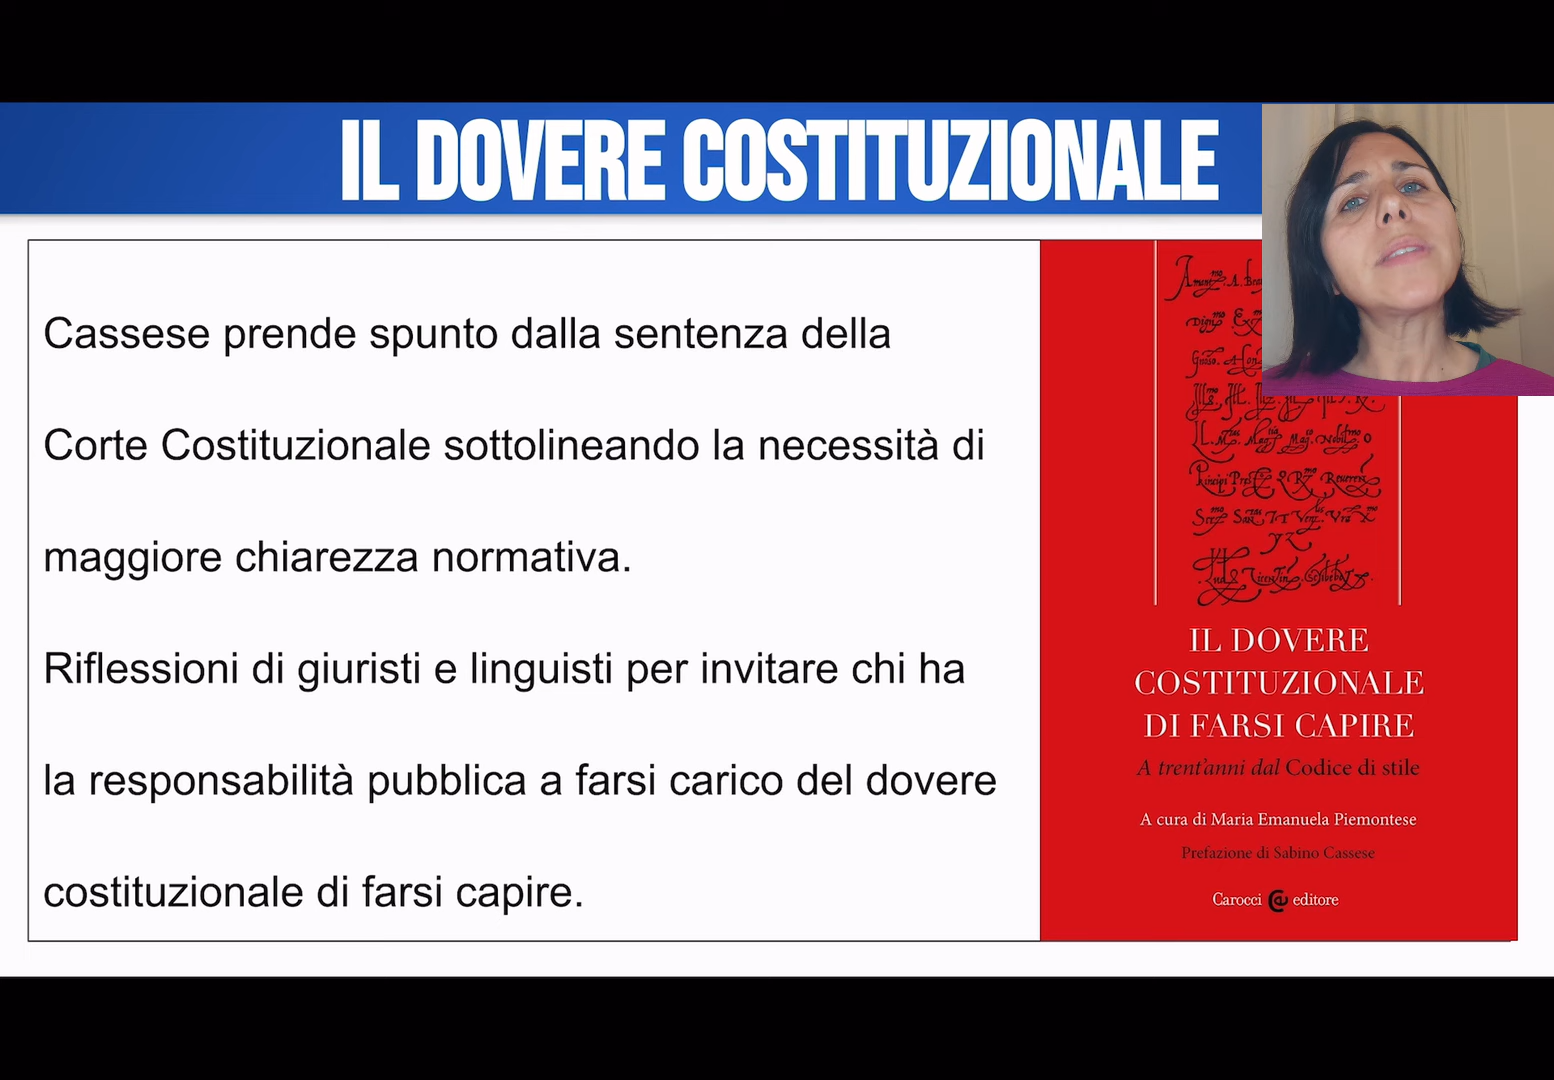 IL DOVERE COSTITUZIONALE
Cassese prende spunto dalla sentenza della
Corte Costituzionale sottolineando la necessità di
maggiore chiarezza normativa.
Riflessioni di giuristi e linguisti per invitare chi ha
la responsabilità pubblica a farsi carico del dovere
costituzionale di farsi capire.
IL DOVERE
COSTITUZIONALE
DI FARSI CAPIRE
A trent'anni dal Codice di stile
A cura di Maria Emanuela Piemontese
Prefazione di Sabino Cassese
Carocci editore